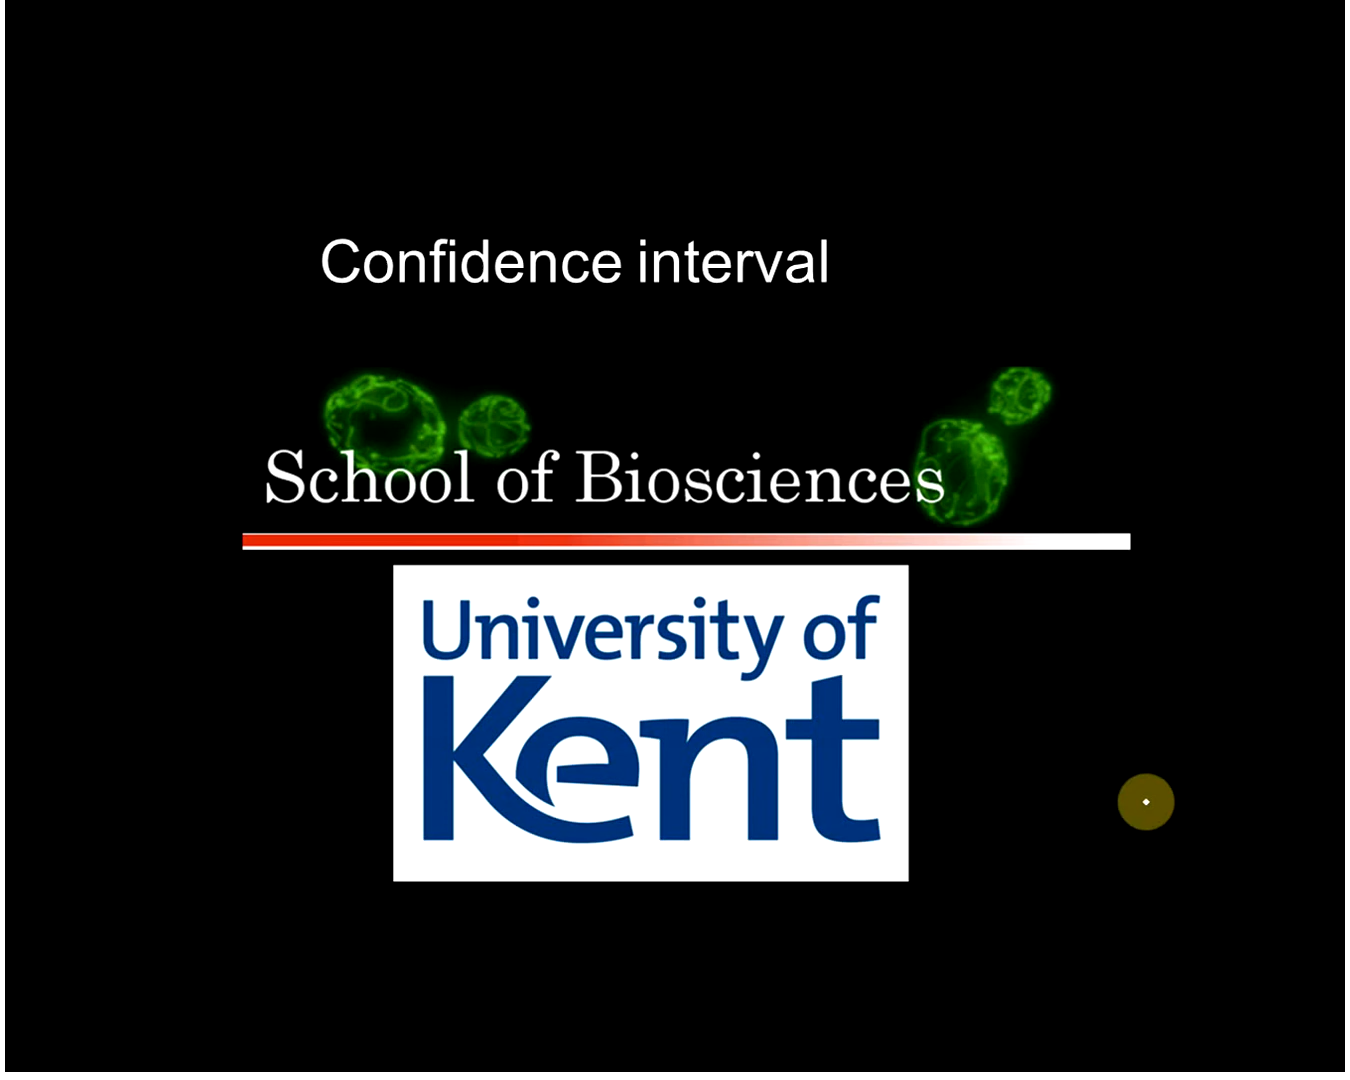 Confidence interval
School of Biosciences
University of
Kent